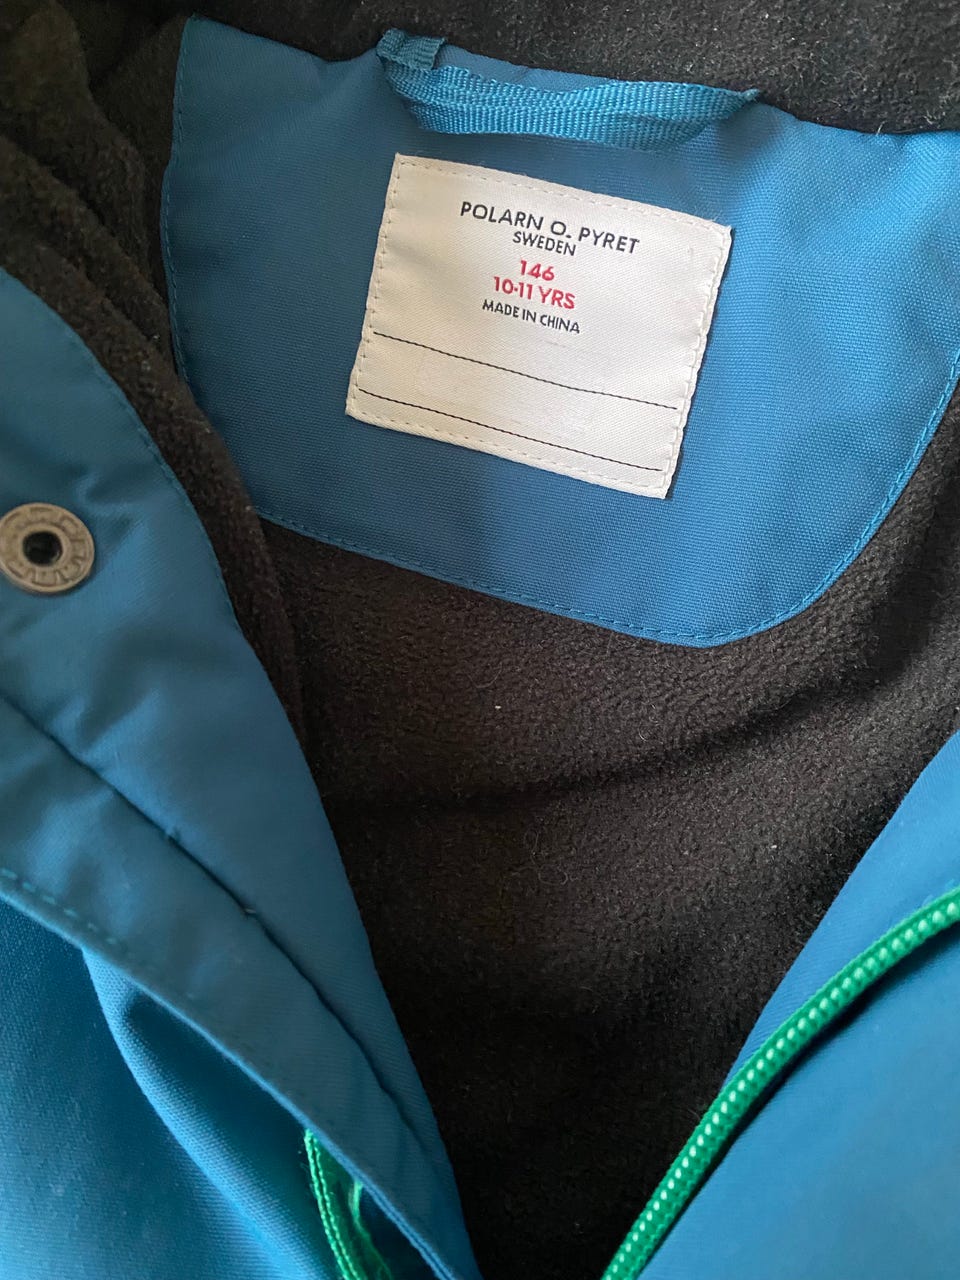 POLARN O. PYRET
SWEDEN
146
10-11 YRS
MADE IN CHINA